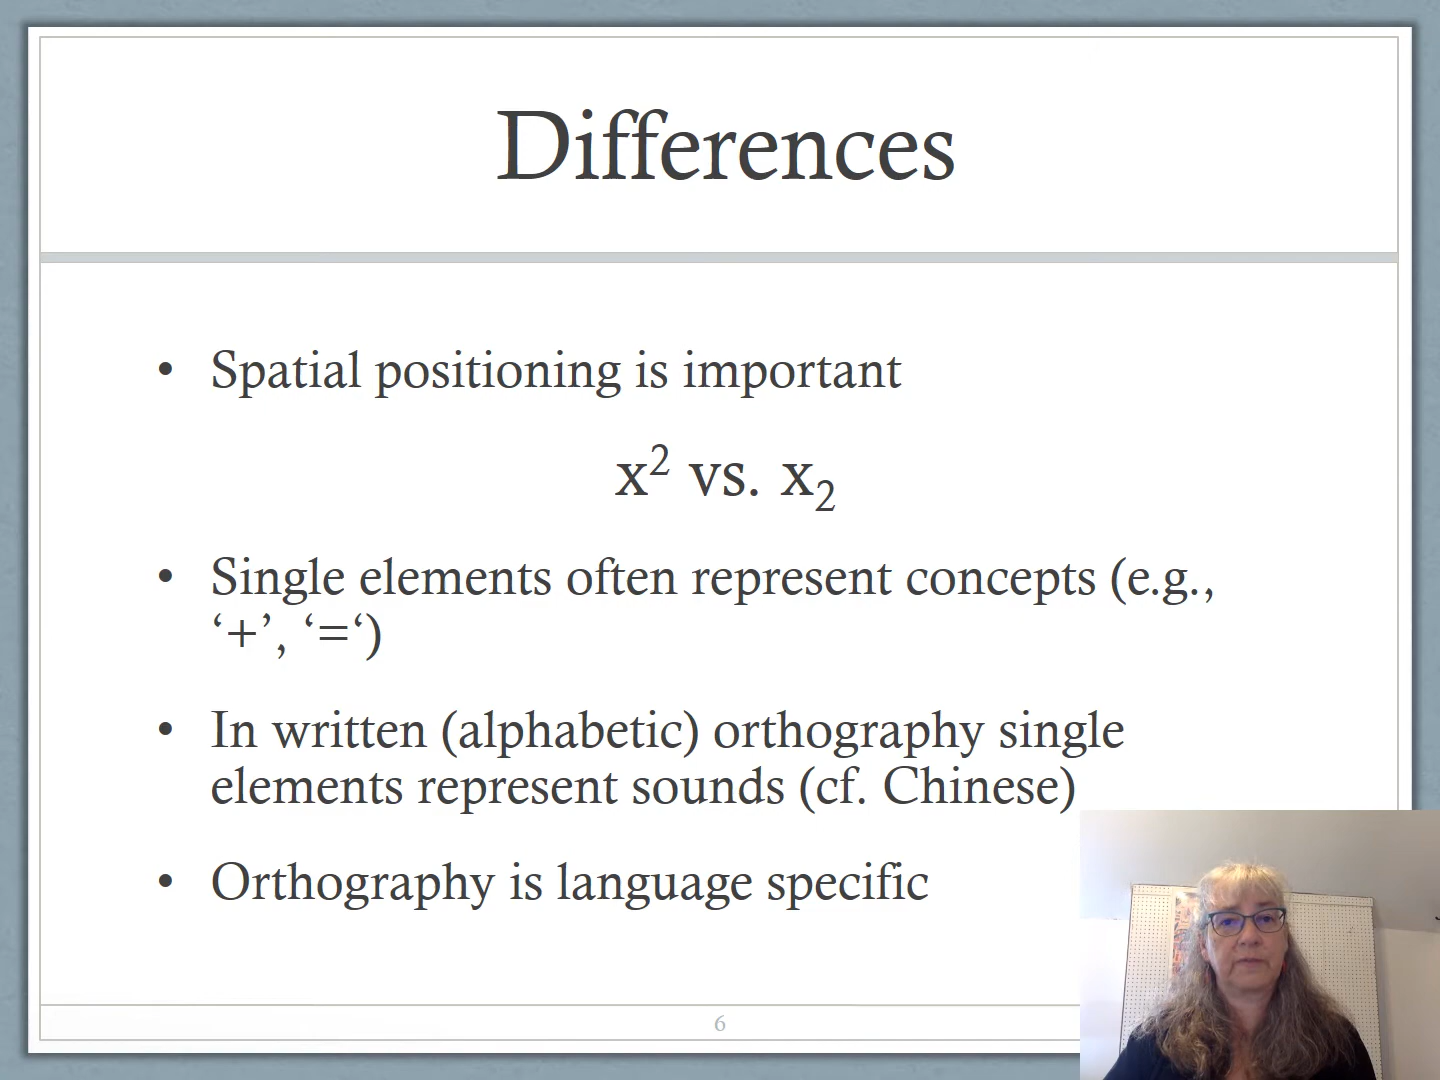 Differences
• Spatial positioning is important
x² vs. x₂
• Single elements often represent concepts (e.g.,
‘+’, ‘=‘)
• In written (alphabetic) orthography single
elements represent sounds (cf. Chinese)
• Orthography is language specific
6